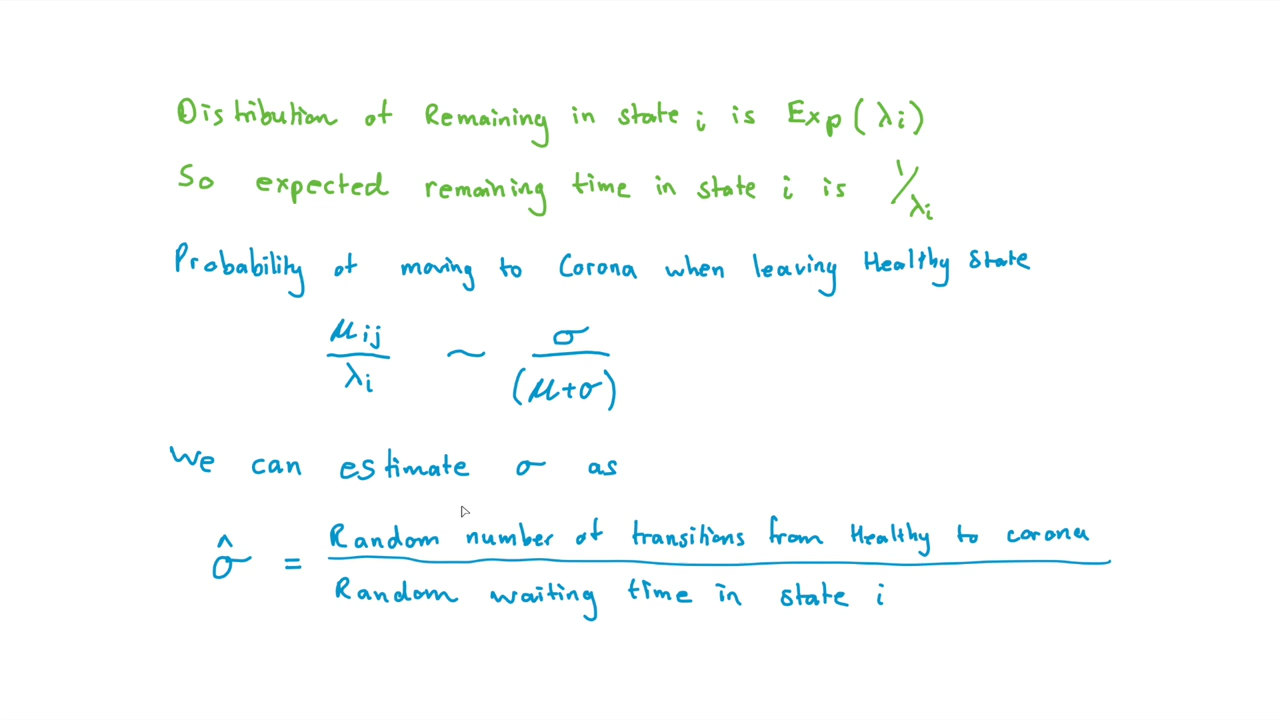 Distribution of Remaining in state i is Exp(λi)
So expected remaining time in state i is 1/λi
Probability of moving to Corona when leaving Healthy State
μij/λi ~ σ/(μ+σ)
We can estimate σ as
σ̂ = Random number of transitions from Healthy to corona
Random waiting time in state i